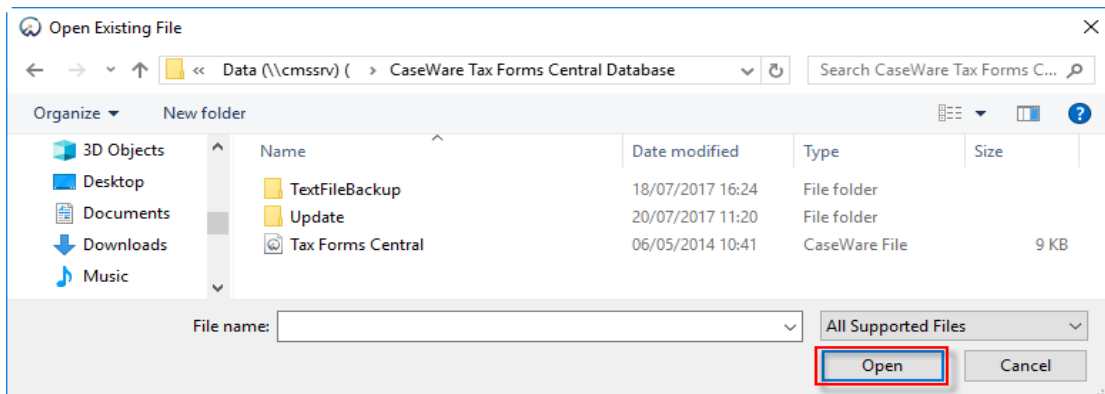 Open Existing File
« Data (\\cmssrv) ( > CaseWare Tax Forms Central Database Search CaseWare Tax Forms C...
Organize New folder
Name Date modified Type Size
3D Objects
Desktop
Documents
Downloads
Music
TextFileBackup 18/07/2017 16:24 File folder
Update 20/07/2017 11:20 File folder
Tax Forms Central 06/05/2014 10:41 CaseWare File 9 KB
File name: All Supported Files
Open Cancel